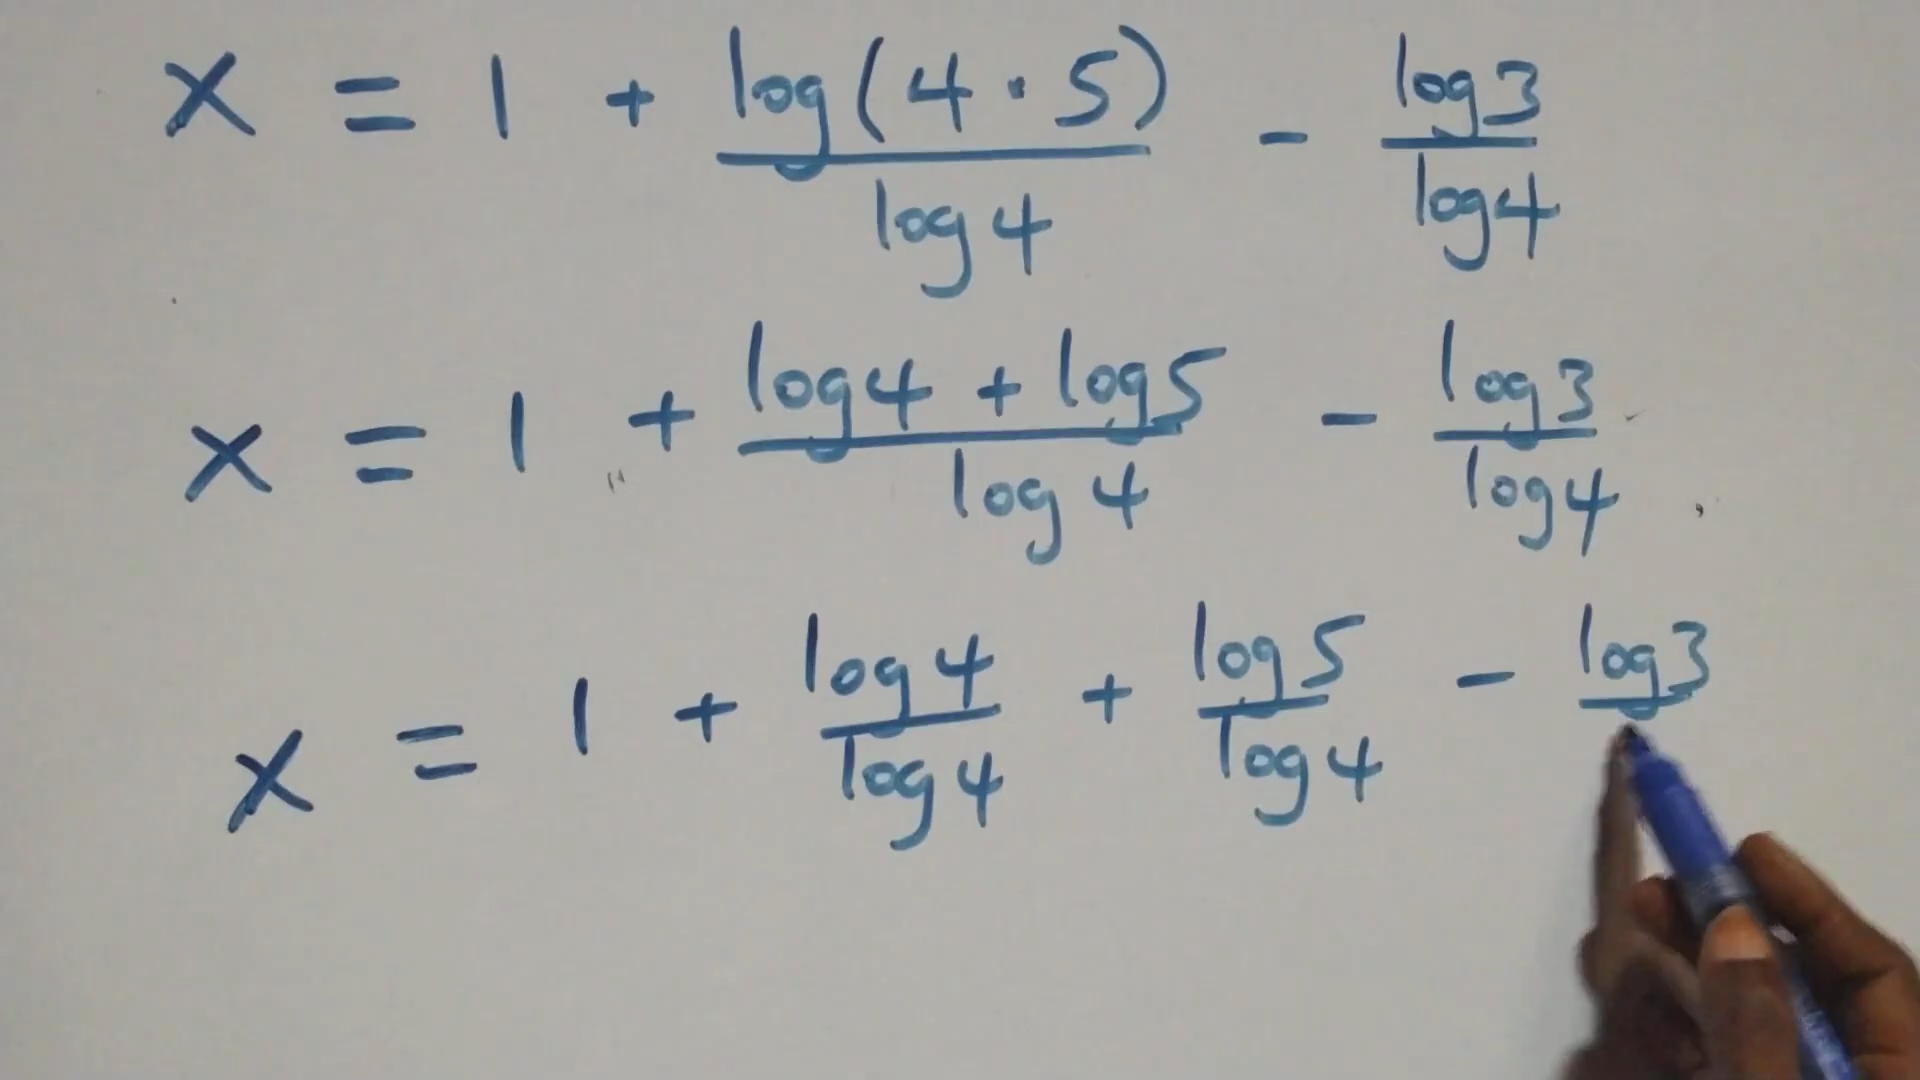 x = 1 + log(4·5)/log4 - log3/log4
x = 1 + (log4 + log5)/log4 - log3/log4
x = 1 + log4/log4 + log5/log4 - log3